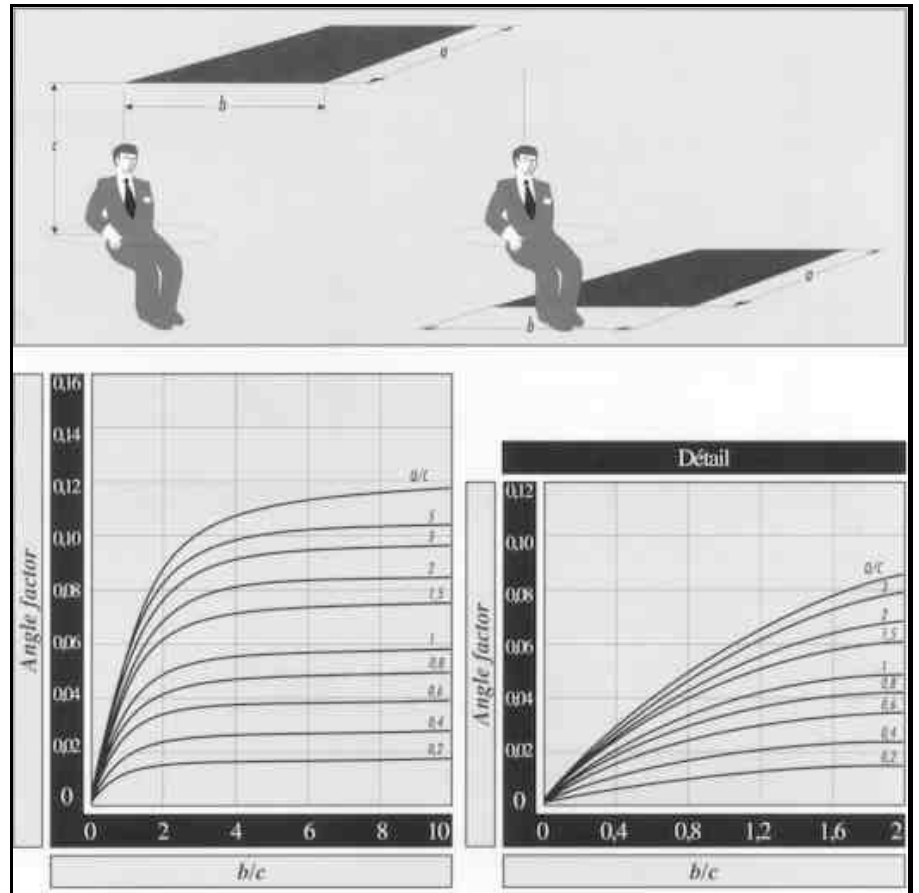 a
b
c
a
b
Angle factor
0,16
0,14
0,12
0,10
0,08
0,06
0,04
0,02
0
a/c
5
3
2
1,5
1
0,8
0,6
0,4
0,2
0 2 4 6 8 10
b/c
Détail
Angle factor
0,12
0,10
0,08
0,06
0,04
0,02
0
a/c
3
2
1,5
1
0,8
0,6
0,4
0,2
0 0,4 0,8 1,2 1,6 2
b/c